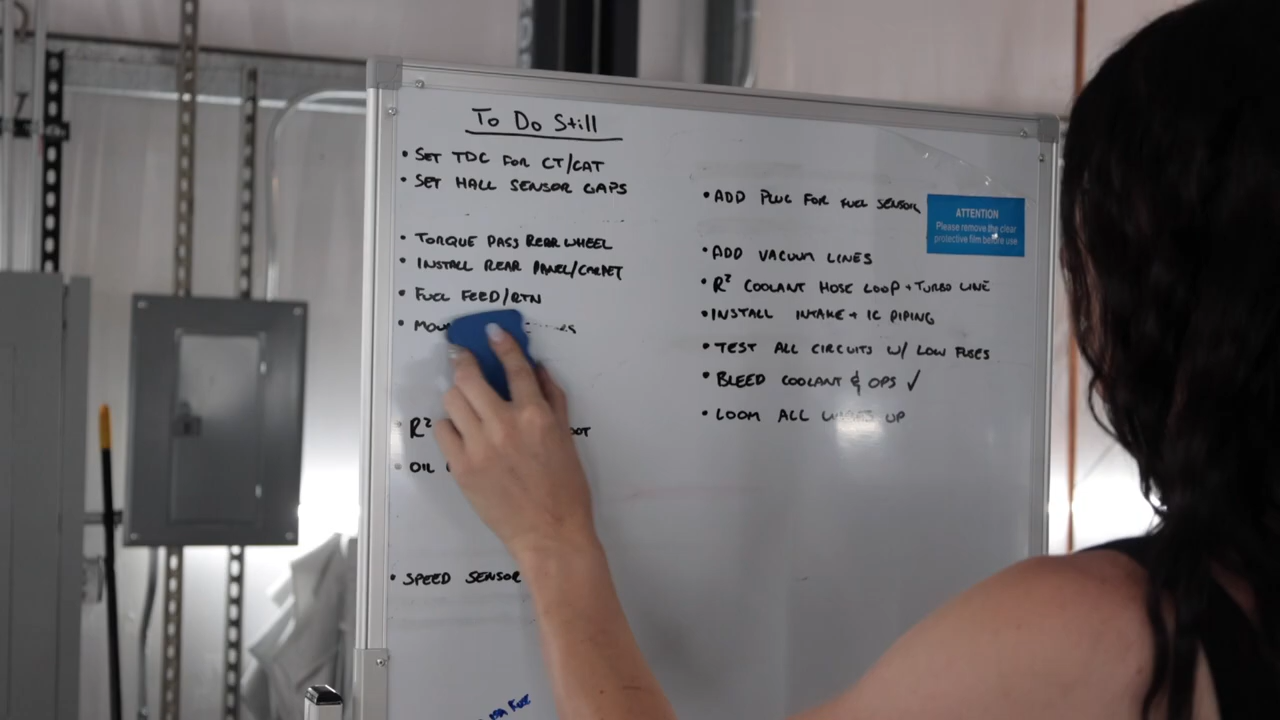 To Do Still
• SET TDC FOR CT/CAT
• SET HALL SENSOR GAPS
• TORQUE PASS REAR WHEEL
• INSTALL REAR PANEL/CARPET
• FUEL FEED/RTN
• R²
• OIL
• SPEED SENSOR
• ADD PLUG FOR FUEL SENSOR
• ADD VACUUM LINES
• R² COOLANT HOSE LOOP + TURBO LINE
• INSTALL INTAKE + IC PIPING
• TEST ALL CIRCUITS W/ LOW FUSES
• BLEED COOLANT & OPS ✓
• LOOM ALL WIRES UP
ATTENTION
Please remove the clear
protective film before use